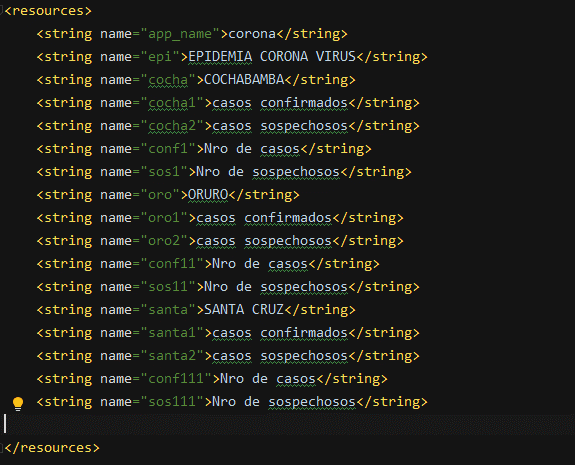 <resources>
<string name="app_name">corona</string>
<string name="epi">EPIDEMIA CORONA VIRUS</string>
<string name="cocha">COCHABAMBA</string>
<string name="cocha1">casos confirmados</string>
<string name="cocha2">casos sospechosos</string>
<string name="conf1">Nro de casos</string>
<string name="sos1">Nro de sospechosos</string>
<string name="oro">ORURO</string>
<string name="oro1">casos confirmados</string>
<string name="oro2">casos sospechosos</string>
<string name="conf11">Nro de casos</string>
<string name="sos11">Nro de sospechosos</string>
<string name="santa">SANTA CRUZ</string>
<string name="santa1">casos confirmados</string>
<string name="santa2">casos sospechosos</string>
<string name="conf111">Nro de casos</string>
<string name="sos111">Nro de sospechosos</string>
</resources>